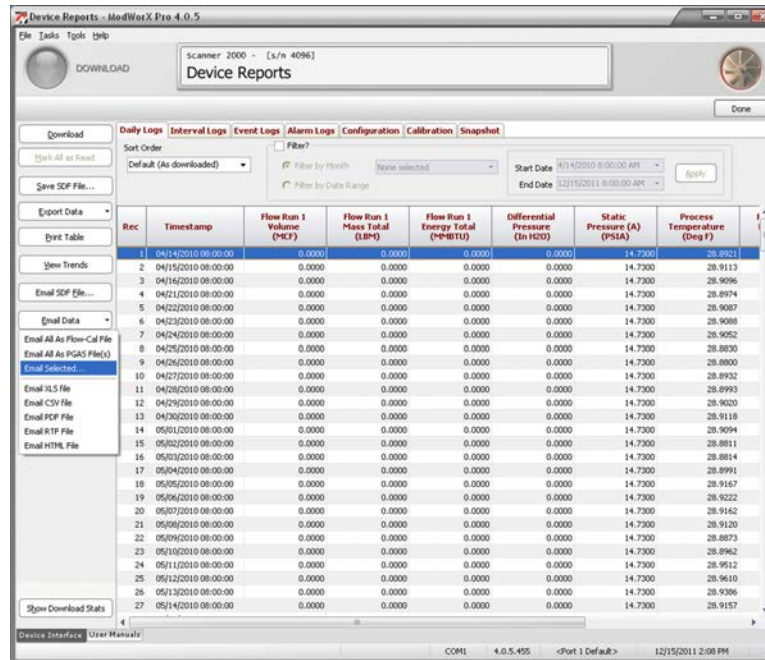 Device Reports - ModWorX Pro 4.0.5
File Tasks Tools Help
DOWNLOAD
Scanner 2000 - [s/n 4096]
Device Reports
Done
Download
Mark All as Read
Save SDF File...
Export Data
Print Table
View Trends
Email SDF File...
Email Data
Email All As Flow-Cal File
Email All As PGAS File(s)
Email Selected...
Email XLS file
Email CSV file
Email PDF File
Email RTF File
Email HTML File
Show Download Stats
Daily Logs Interval Logs Event Logs Alarm Logs Configuration Calibration Snapshot
Sort Order
Default (As downloaded)
Filter?
Filter by Month None selected
Filter by Date Range
Start Date 4/14/2010 8:00:00 AM
End Date 12/15/2011 8:00:00 AM
Apply
Rec Timestamp Flow Run 1 Volume (MCF) Flow Run 1 Mass Total (LBM) Flow Run 1 Energy Total (MMBTU) Differential Pressure (In H2O) Static Pressure (A) (PSIA) Process Temperature (Deg F)
1 04/14/2010 08:00:00 0.0000 0.0000 0.0000 0.0000 14.7300 28.8921
2 04/15/2010 08:00:00 0.0000 0.0000 0.0000 0.0000 14.7300 28.9113
3 04/16/2010 08:00:00 0.0000 0.0000 0.0000 0.0000 14.7300 28.9096
4 04/21/2010 08:00:00 0.0000 0.0000 0.0000 0.0000 14.7300 28.8974
5 04/22/2010 08:00:00 0.0000 0.0000 0.0000 0.0000 14.7300 28.9087
6 04/23/2010 08:00:00 0.0000 0.0000 0.0000 0.0000 14.7300 28.9088
7 04/24/2010 08:00:00 0.0000 0.0000 0.0000 0.0000 14.7300 28.9052
8 04/25/2010 08:00:00 0.0000 0.0000 0.0000 0.0000 14.7300 28.8830
9 04/26/2010 08:00:00 0.0000 0.0000 0.0000 0.0000 14.7300 28.8800
10 04/27/2010 08:00:00 0.0000 0.0000 0.0000 0.0000 14.7300 28.8932
11 04/28/2010 08:00:00 0.0000 0.0000 0.0000 0.0000 14.7300 28.8993
12 04/29/2010 08:00:00 0.0000 0.0000 0.0000 0.0000 14.7300 28.9020
13 04/30/2010 08:00:00 0.0000 0.0000 0.0000 0.0000 14.7300 28.9118
14 05/01/2010 08:00:00 0.0000 0.0000 0.0000 0.0000 14.7300 28.9094
15 05/02/2010 08:00:00 0.0000 0.0000 0.0000 0.0000 14.7300 28.8811
16 05/03/2010 08:00:00 0.0000 0.0000 0.0000 0.0000 14.7300 28.8814
17 05/04/2010 08:00:00 0.0000 0.0000 0.0000 0.0000 14.7300 28.8991
18 05/05/2010 08:00:00 0.0000 0.0000 0.0000 0.0000 14.7300 28.9167
19 05/06/2010 08:00:00 0.0000 0.0000 0.0000 0.0000 14.7300 28.9222
20 05/07/2010 08:00:00 0.0000 0.0000 0.0000 0.0000 14.7300 28.9162
21 05/08/2010 08:00:00 0.0000 0.0000 0.0000 0.0000 14.7300 28.9120
22 05/09/2010 08:00:00 0.0000 0.0000 0.0000 0.0000 14.7300 28.8873
23 05/10/2010 08:00:00 0.0000 0.0000 0.0000 0.0000 14.7300 28.8962
24 05/11/2010 08:00:00 0.0000 0.0000 0.0000 0.0000 14.7300 28.9512
25 05/12/2010 08:00:00 0.0000 0.0000 0.0000 0.0000 14.7300 28.9610
26 05/13/2010 08:00:00 0.0000 0.0000 0.0000 0.0000 14.7300 28.9386
27 05/14/2010 08:00:00 0.0000 0.0000 0.0000 0.0000 14.7300 28.9157
Device Interface User Manuals
COM1 4.0.5.455 <Port 1 Default> 12/15/2011 2:08 PM